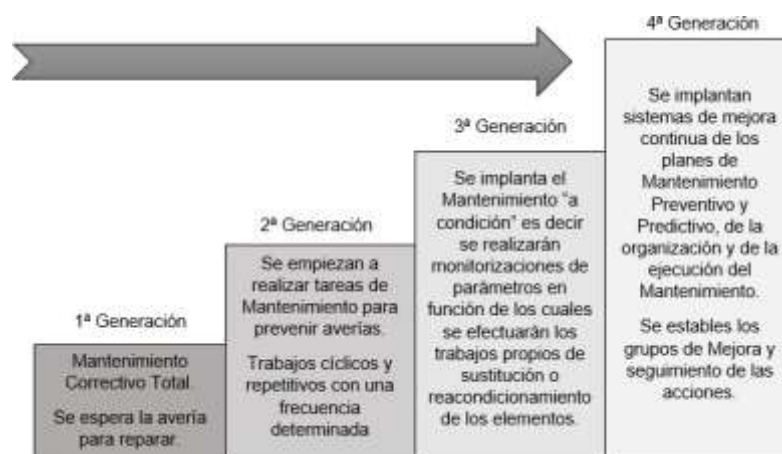 1ª Generación
Mantenimiento
Correctivo Total.
Se espera la avería
para reparar.
2ª Generación
Se empiezan a
realizar tareas de
Mantenimiento para
prevenir averías.
Trabajos cíclicos y
repetitivos con una
frecuencia
determinada
3ª Generación
Se implanta el
Mantenimiento “a
condición” es decir
se realizarán
monitorizaciones de
parámetros en
función de los cuales
se efectuarán los
trabajos propios de
sustitución o
reacondicionamiento
de los elementos.
4ª Generación
Se implantan
sistemas de mejora
continua de los
planes de
Mantenimiento
Preventivo y
Predictivo, de la
organización y de la
ejecución del
Mantenimiento.
Se estables los
grupos de Mejora y
seguimiento de las
acciones.